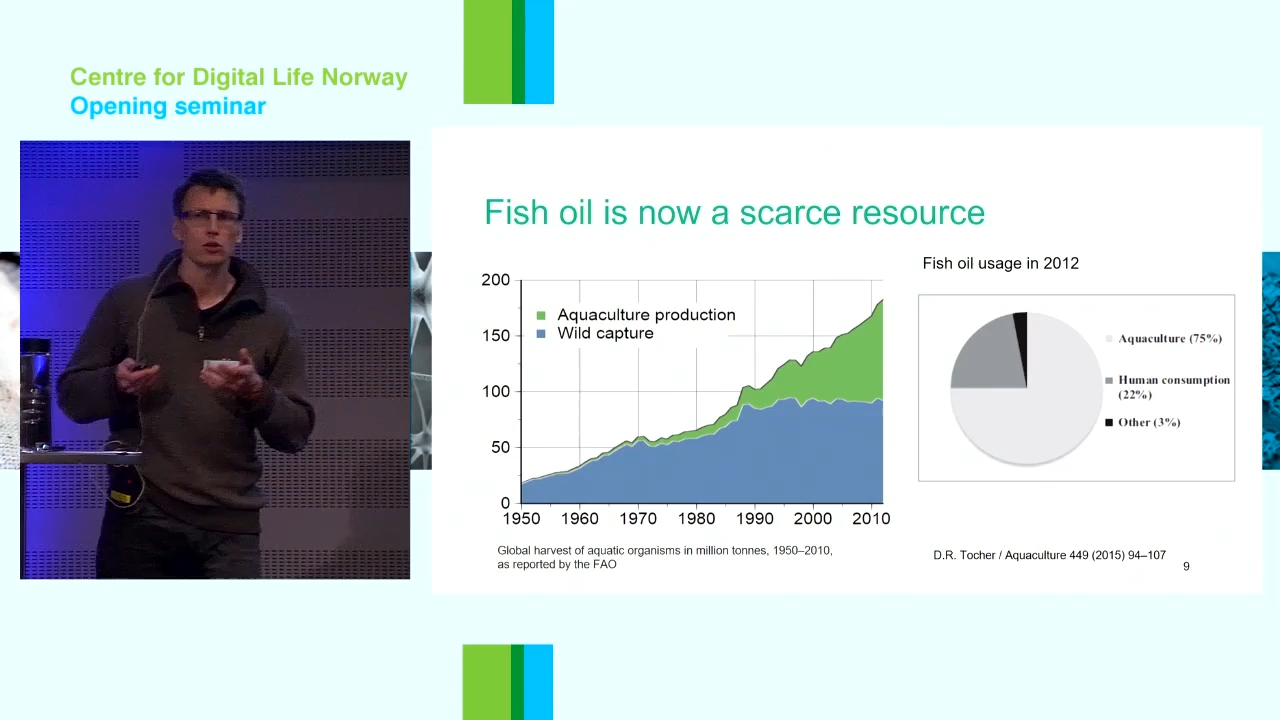 Centre for Digital Life Norway
Opening seminar
Fish oil is now a scarce resource
Fish oil usage in 2012
200
150
100
50
0
Aquaculture production
Wild capture
1950 1960 1970 1980 1990 2000 2010
Aquaculture (75%)
Human consumption
(22%)
Other (3%)
Global harvest of aquatic organisms in million tonnes, 1950–2010,
as reported by the FAO
D.R. Tocher / Aquaculture 449 (2015) 94–107
9